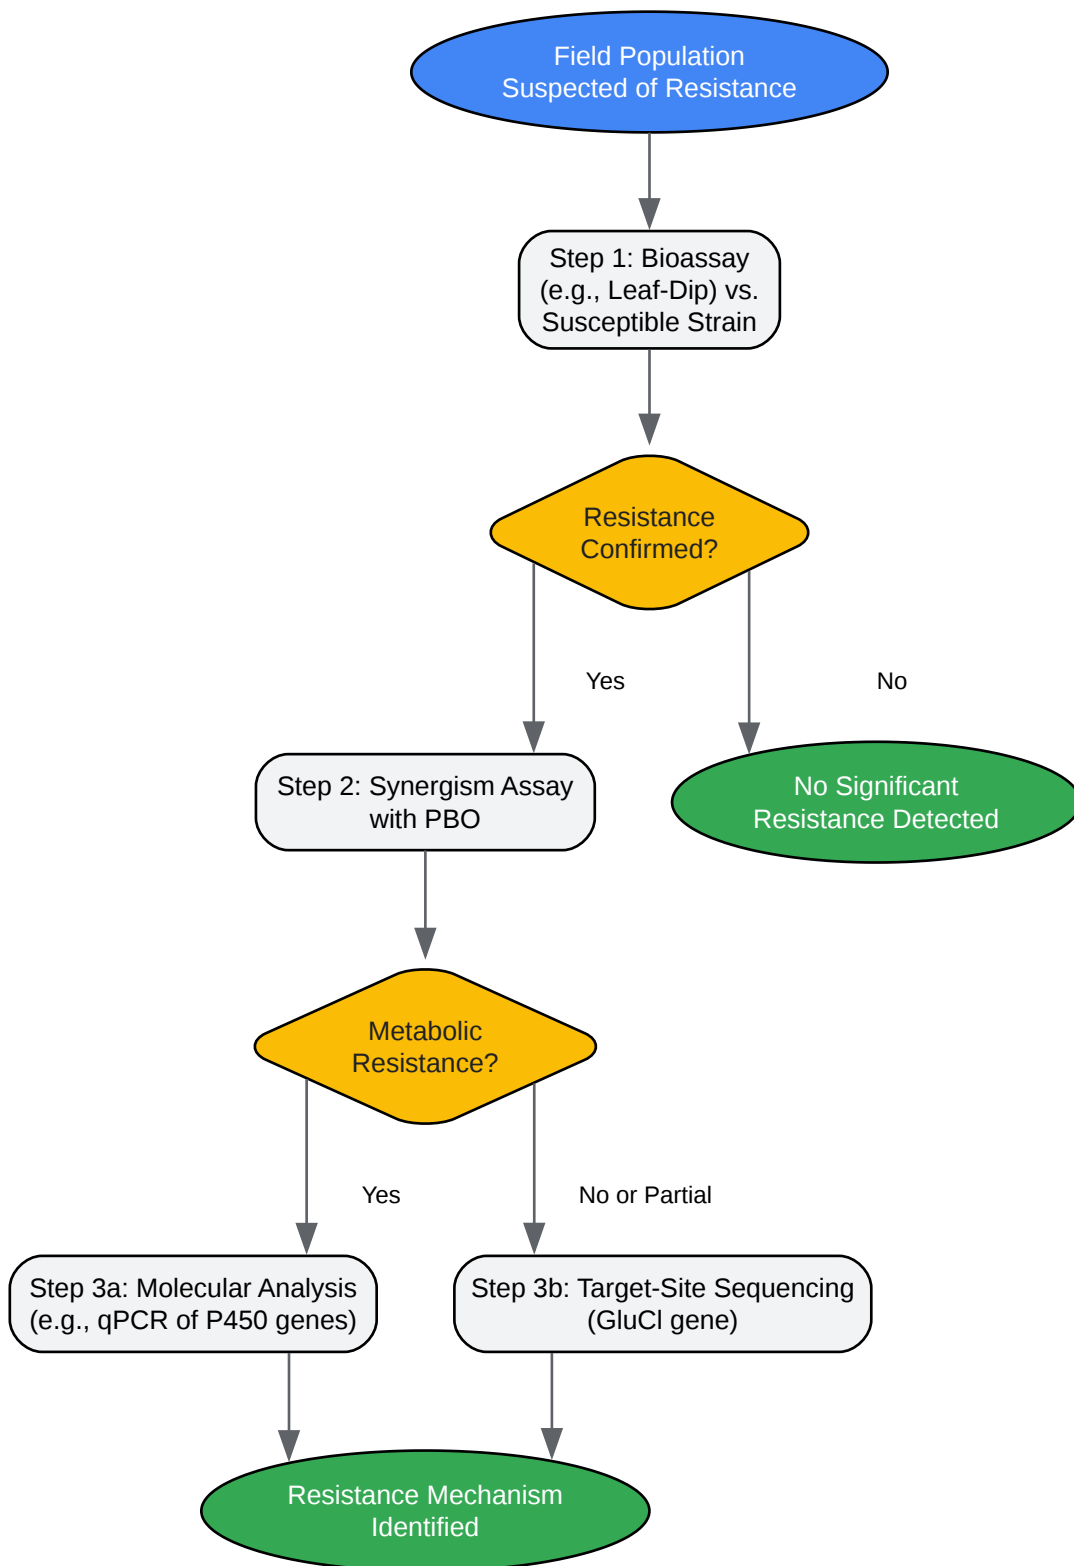 Field Population
Suspected of Resistance
Step 1: Bioassay
(e.g., Leaf-Dip) vs.
Susceptible Strain
Resistance
Confirmed?
Yes
No
Step 2: Synergism Assay
with PBO
No Significant
Resistance Detected
Metabolic
Resistance?
Yes
No or Partial
Step 3a: Molecular Analysis
(e.g., qPCR of P450 genes)
Step 3b: Target-Site Sequencing
(GluCl gene)
Resistance Mechanism
Identified